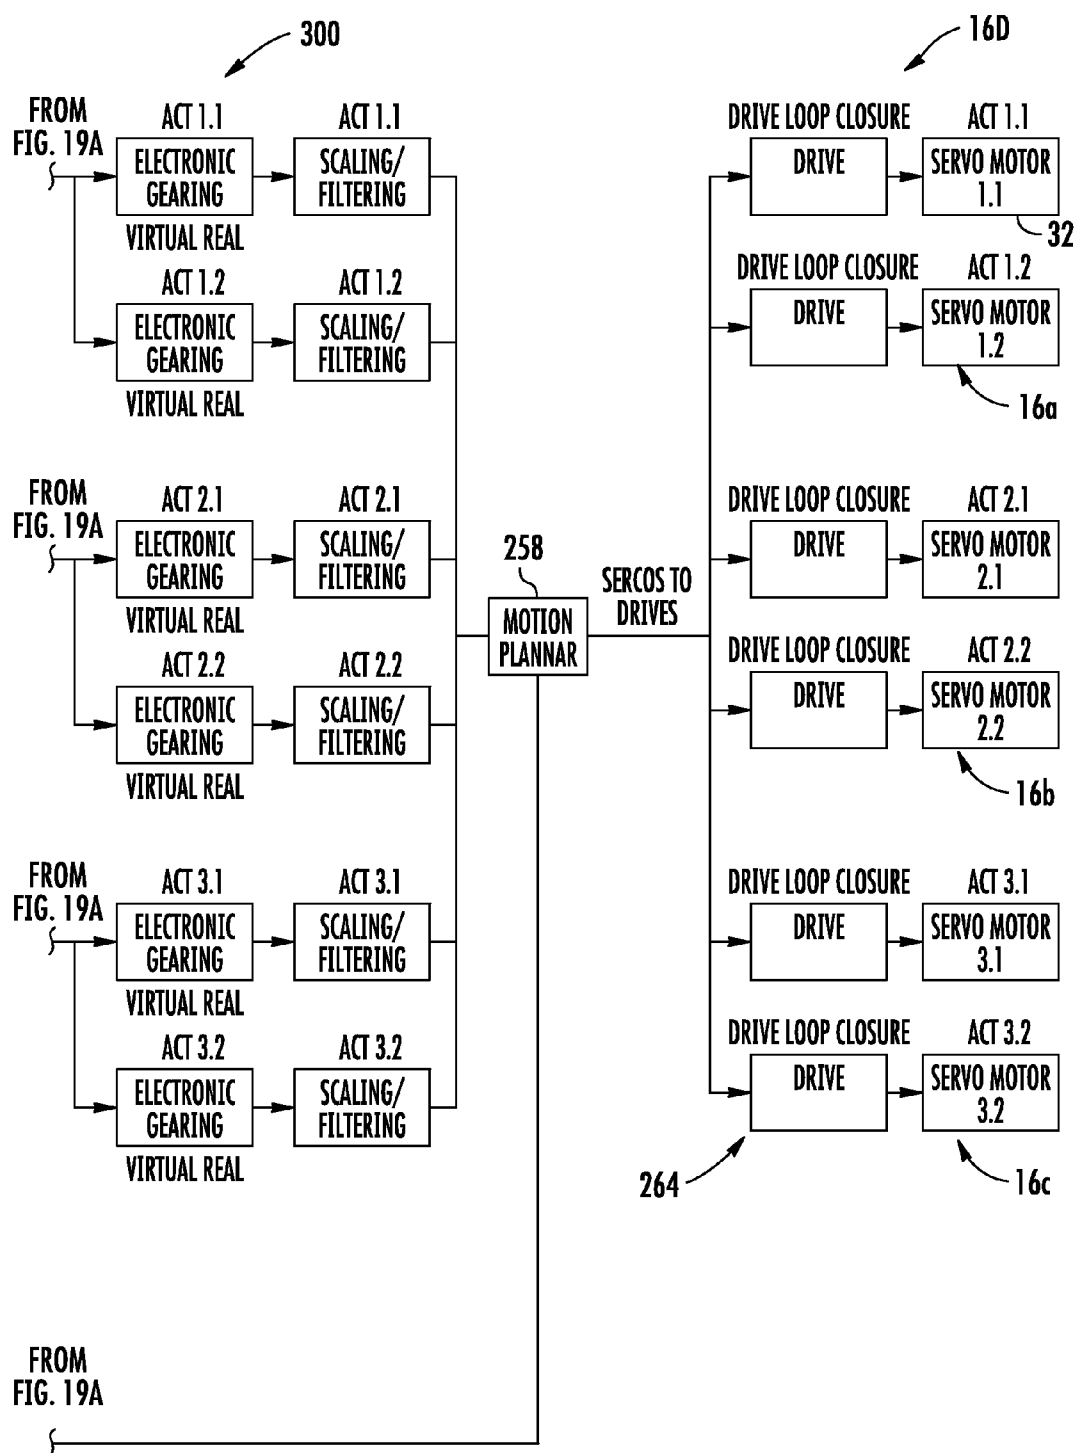 300
16D
FROM
FIG. 19A
ACT 1.1
ELECTRONIC
GEARING
VIRTUAL REAL
ACT 1.1
SCALING/
FILTERING
ACT 1.2
ELECTRONIC
GEARING
VIRTUAL REAL
ACT 1.2
SCALING/
FILTERING
FROM
FIG. 19A
ACT 2.1
ELECTRONIC
GEARING
VIRTUAL REAL
ACT 2.1
SCALING/
FILTERING
ACT 2.2
ELECTRONIC
GEARING
VIRTUAL REAL
ACT 2.2
SCALING/
FILTERING
FROM
FIG. 19A
ACT 3.1
ELECTRONIC
GEARING
VIRTUAL REAL
ACT 3.1
SCALING/
FILTERING
ACT 3.2
ELECTRONIC
GEARING
VIRTUAL REAL
ACT 3.2
SCALING/
FILTERING
FROM
FIG. 19A
258
MOTION
PLANNAR
SERCOS TO
DRIVES
DRIVE LOOP CLOSURE
DRIVE
ACT 1.1
SERVO MOTOR
1.1
32
DRIVE LOOP CLOSURE
DRIVE
ACT 1.2
SERVO MOTOR
1.2
16a
DRIVE LOOP CLOSURE
DRIVE
ACT 2.1
SERVO MOTOR
2.1
DRIVE LOOP CLOSURE
DRIVE
ACT 2.2
SERVO MOTOR
2.2
16b
DRIVE LOOP CLOSURE
DRIVE
ACT 3.1
SERVO MOTOR
3.1
DRIVE LOOP CLOSURE
DRIVE
ACT 3.2
SERVO MOTOR
3.2
264
16c